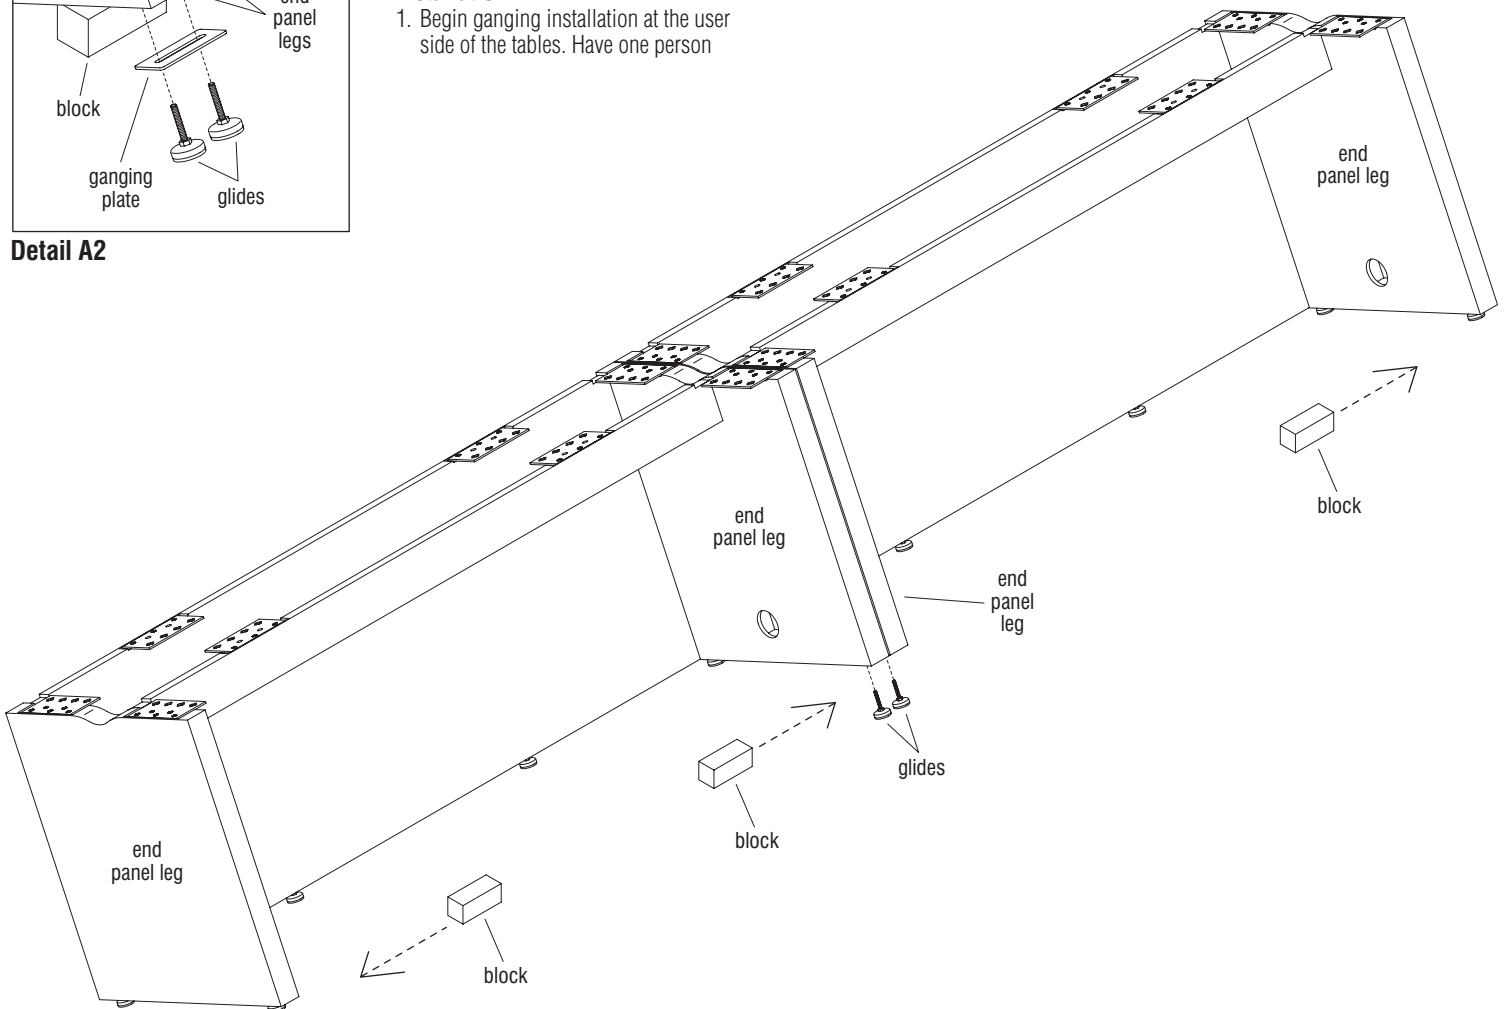 panel
legs
block
ganging
plate
glides
Detail A2
1. Begin ganging installation at the user
side of the tables. Have one person
end
panel leg
end
panel leg
block
end
panel
leg
glides
block
end
panel leg
block